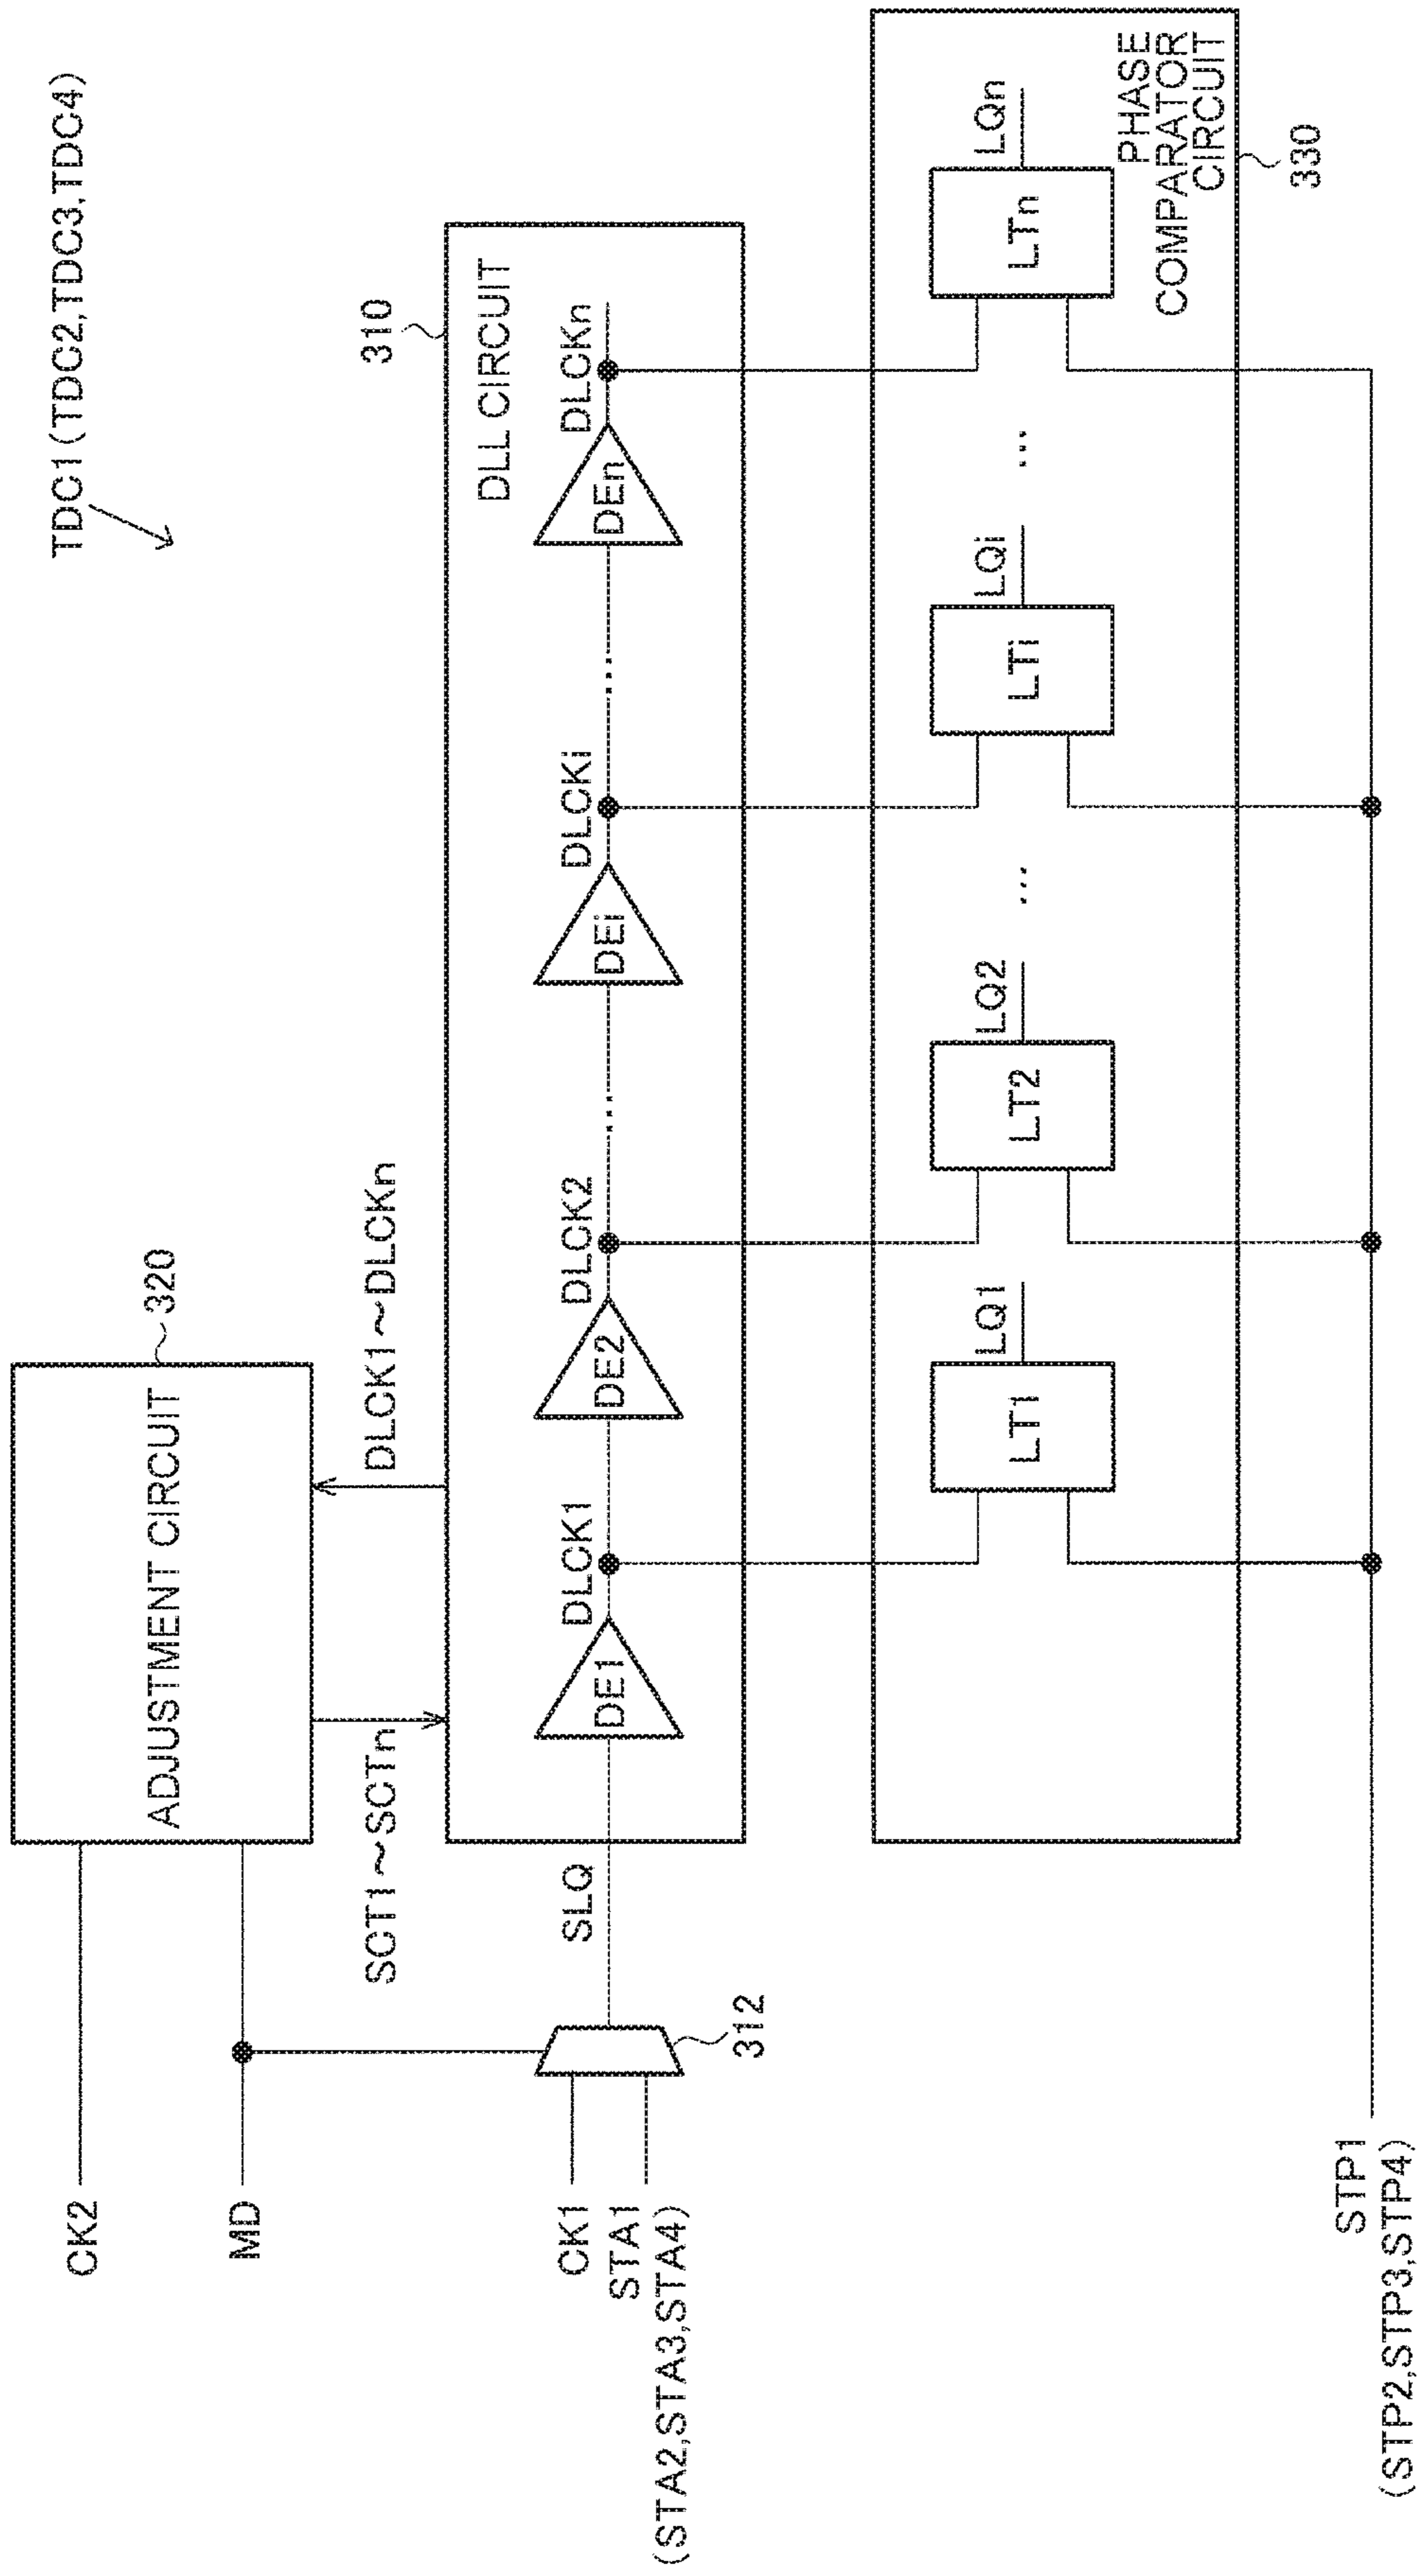 TDC1(TDC2,TDC3,TDC4)
CK2
MD
ADJUSTMENT CIRCUIT
320
SCT1~SCTn
DLCK1~DLCKn
310
DLL CIRCUIT
CK1
STA1
(STA2,STA3,STA4)
312
SLQ
DE1
DLCK1
DE2
DLCK2
...
DEi
DLCKi
...
DEn
DLCKn
LT1
LQ1
LT2
LQ2
...
LTi
LQi
...
LTn
LQn
PHASE
COMPARATOR
CIRCUIT
330
STP1
(STP2,STP3,STP4)